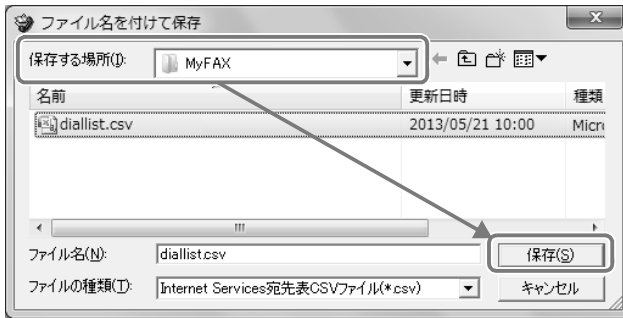 ファイル名を付けて保存
保存する場所(I):
MyFAX
名前
更新日時
種類
diallist.csv
2013/05/21 10:00
Micr
ファイル名(N):
diallist.csv
保存(S)
ファイルの種類(T):
Internet Services宛先表CSVファイル(*.csv)
キャンセル